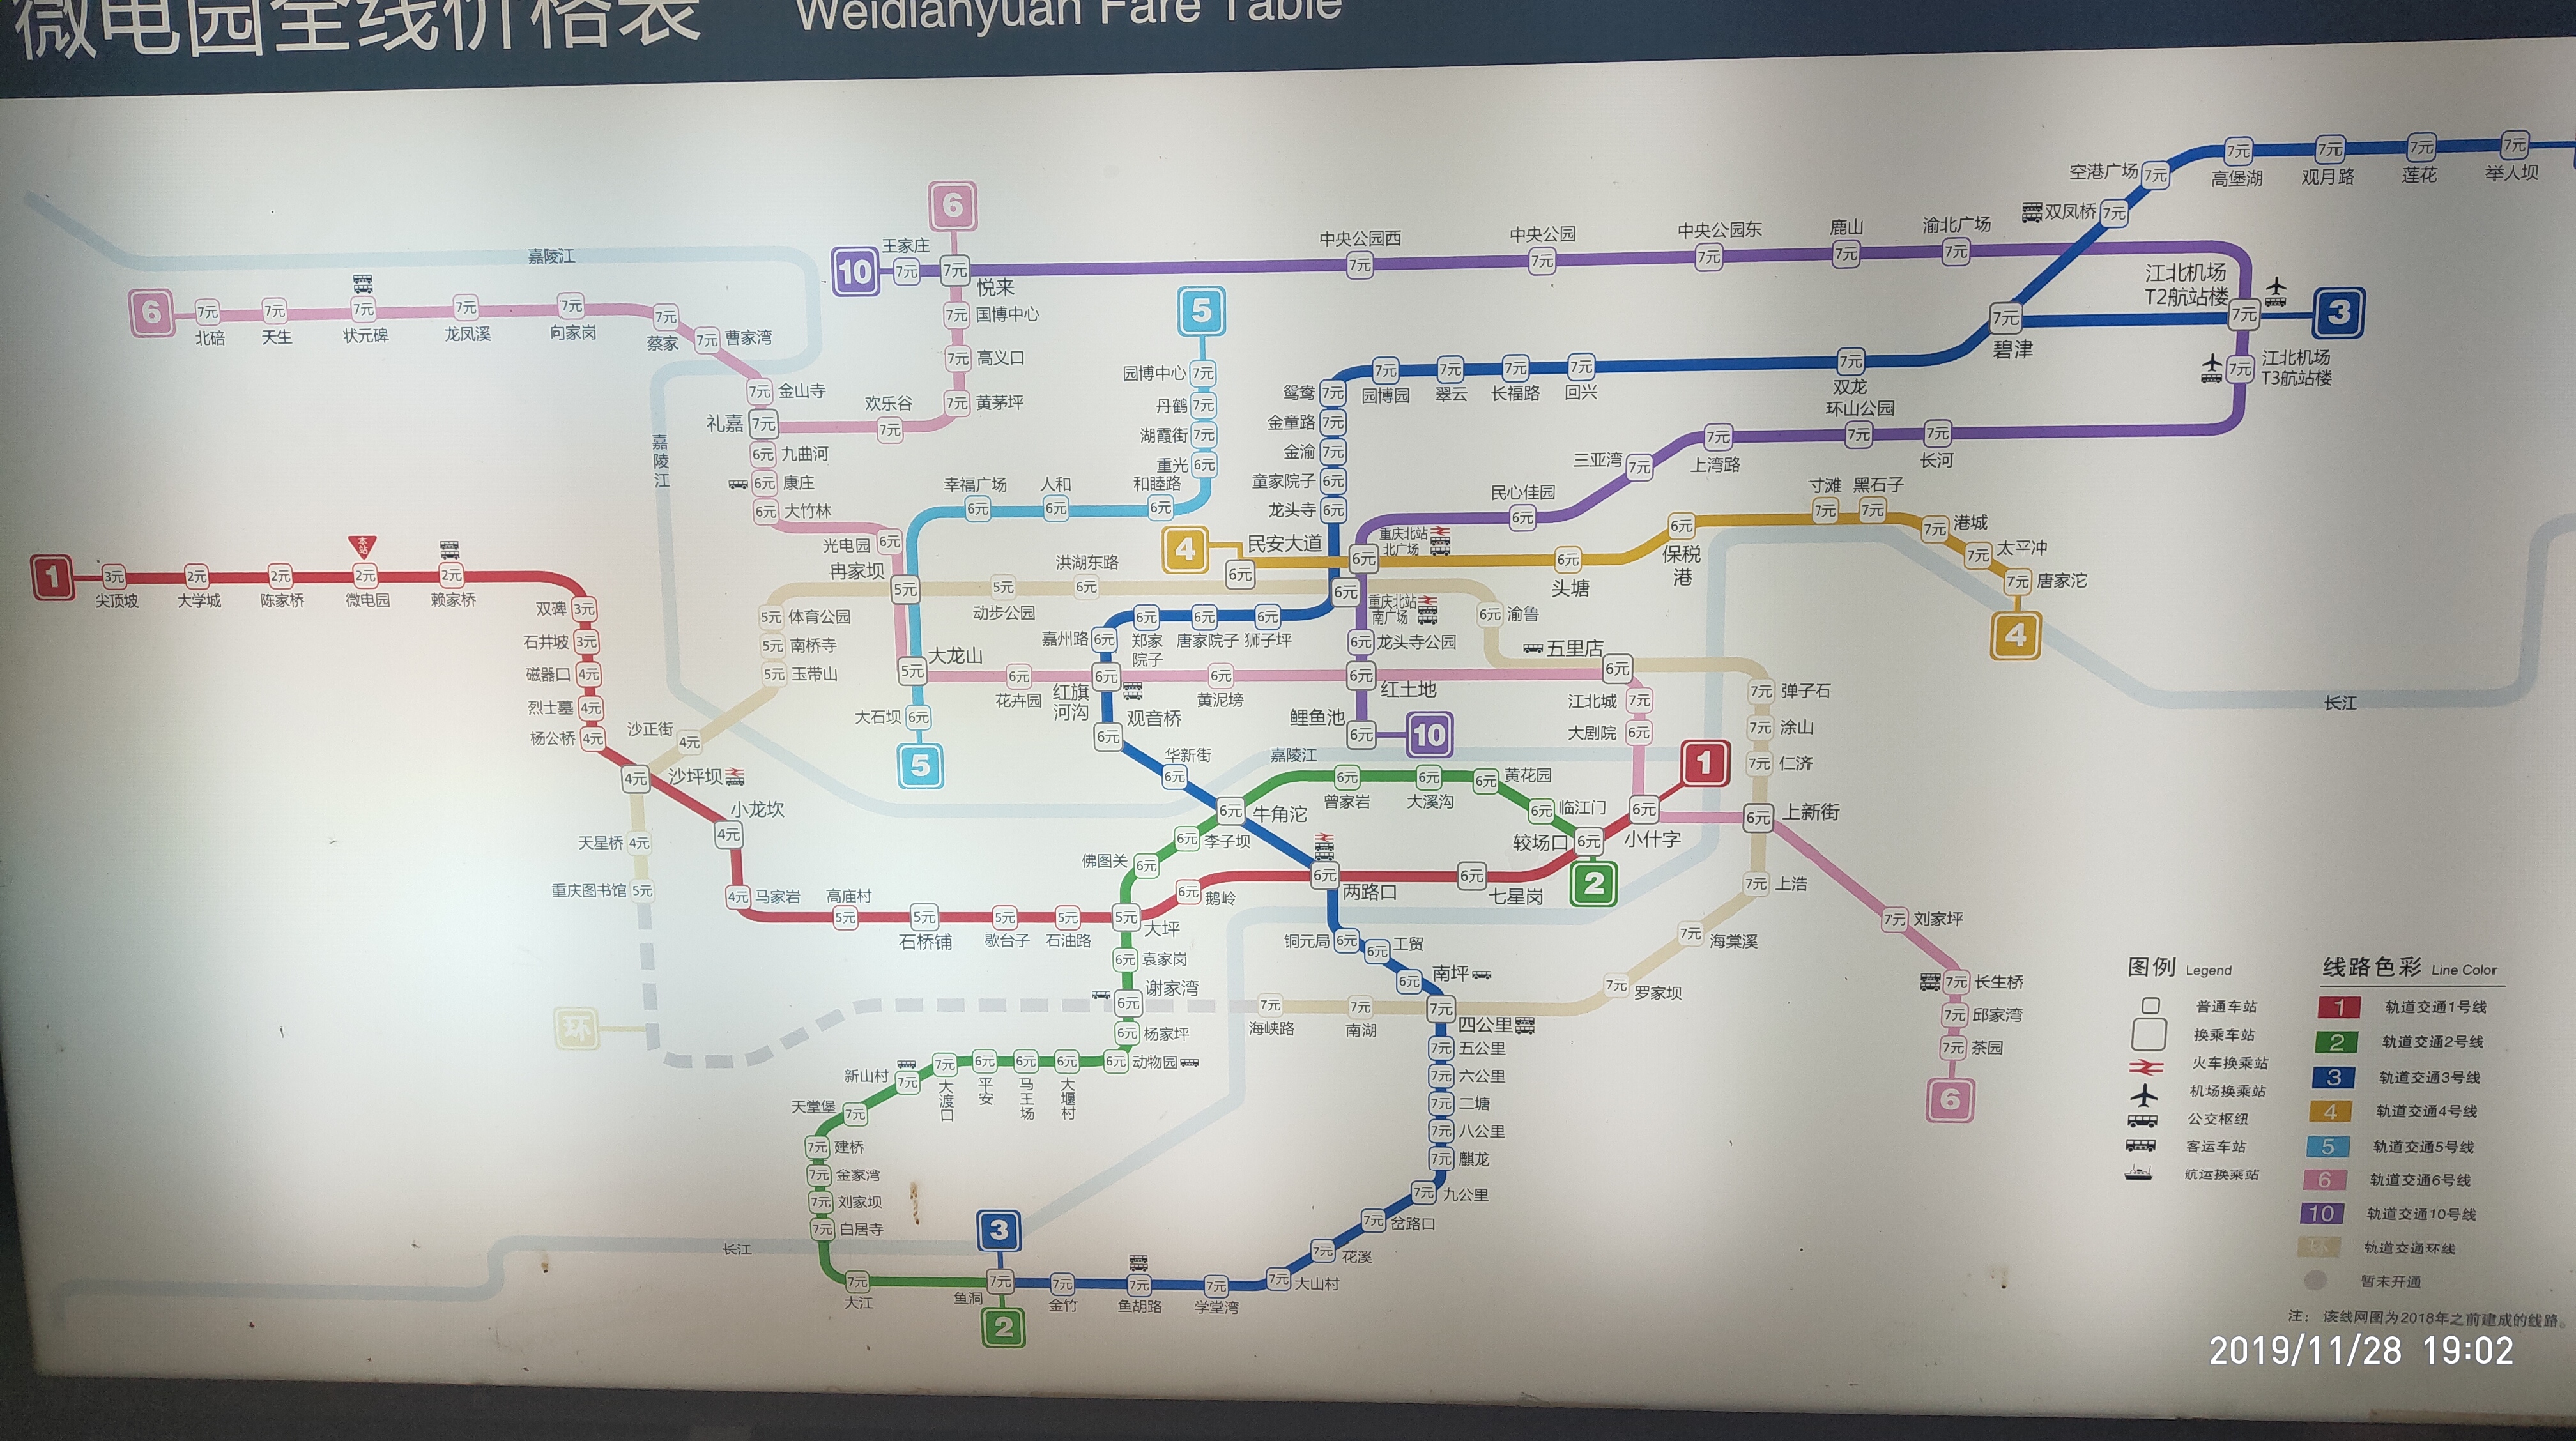 微电园全线价格表 Weidianyuan Fare Table
空港广场 7元
高堡湖 7元
观月路 7元
莲花 7元
举人坝 7元
双凤桥 7元
6
嘉陵江
10
王家庄 7元
悦来 7元
中央公园西 7元
中央公园 7元
中央公园东 7元
鹿山 7元
渝北广场 7元
江北机场
T2航站楼 7元
3
碧津 7元
江北机场
T3航站楼 7元
6
北碚 7元
天生 7元
状元碑 7元
龙凤溪 7元
向家岗 7元
蔡家 7元
曹家湾 7元
金山寺 7元
礼嘉 7元
欢乐谷 7元
黄茅坪 7元
高义口 7元
国博中心 7元
5
园博中心 7元
丹鹤 7元
湖霞街 7元
重光 6元
和睦路 6元
人和 6元
幸福广场 6元
鸳鸯 7元
金童路 7元
金渝 7元
童家院子 6元
龙头寺 6元
园博园 7元
翠云 7元
长福路 7元
回兴 7元
双龙 7元
环山公园 7元
长河 7元
上湾路 7元
三亚湾 7元
民心佳园 6元
嘉陵江
九曲河 6元
康庄 6元
大竹林 6元
光电园 6元
冉家坝 5元
4
民安大道 6元
重庆北站
北广场 6元
头塘 6元
保税
港 6元
寸滩 7元
黑石子 7元
港城 7元
太平冲 7元
唐家沱 7元
4
1
尖顶坡 3元
大学城 2元
陈家桥 2元
本站
微电园 2元
赖家桥 2元
双碑 3元
石井坡 3元
磁器口 4元
烈士墓 4元
杨公桥 4元
沙坪坝 4元
小龙坎 4元
马家岩 4元
高庙村 5元
石桥铺 5元
歇台子 5元
石油路 5元
大坪 5元
鹅岭 6元
两路口 6元
七星岗 6元
较场口 6元
小什字 6元
1
2
洪湖东路 6元
动步公园 5元
体育公园 5元
南桥寺 5元
玉带山 5元
沙正街 4元
天星桥 4元
重庆图书馆 5元
环
重庆北站
南广场 6元
嘉州路 6元
郑家
院子 6元
唐家院子 6元
狮子坪 6元
龙头寺公园 6元
渝鲁 6元
五里店 6元
大龙山 5元
花卉园 6元
红旗
河沟 6元
黄泥塝 6元
红土地 6元
大石坝 6元
5
观音桥 6元
鲤鱼池 6元
10
江北城 7元
大剧院 6元
弹子石 7元
涂山 7元
仁济 7元
上新街 6元
上浩 7元
海棠溪 7元
罗家坝 7元
长江
华新街 6元
嘉陵江
牛角沱 6元
曾家岩 6元
大溪沟 6元
黄花园 6元
临江门 6元
李子坝 6元
佛图关 6元
袁家岗 6元
谢家湾 6元
杨家坪 6元
动物园 6元
大堰村 6元
马王场 6元
平安 6元
大渡口 7元
新山村 7元
天堂堡 7元
建桥 7元
金家湾 7元
刘家坝 7元
白居寺 7元
大江 7元
鱼洞 7元
3
2
长江
铜元局 6元
工贸 6元
南坪 6元
四公里 7元
海峡路 7元
南湖 7元
五公里 7元
六公里 7元
二塘 7元
八公里 7元
麒龙 7元
九公里 7元
岔路口 7元
花溪 7元
大山村 7元
学堂湾 7元
鱼胡路 7元
金竹 7元
刘家坪 7元
长生桥 7元
邱家湾 7元
茶园 7元
6
图例 Legend
普通车站
换乘车站
火车换乘站
机场换乘站
公交枢纽
客运车站
航运换乘站
线路色彩 Line Color
1 轨道交通1号线
2 轨道交通2号线
3 轨道交通3号线
4 轨道交通4号线
5 轨道交通5号线
6 轨道交通6号线
10 轨道交通10号线
环 轨道交通环线
暂未开通
注： 该线网图为2018年之前建成的线路。
2019/11/28 19:02